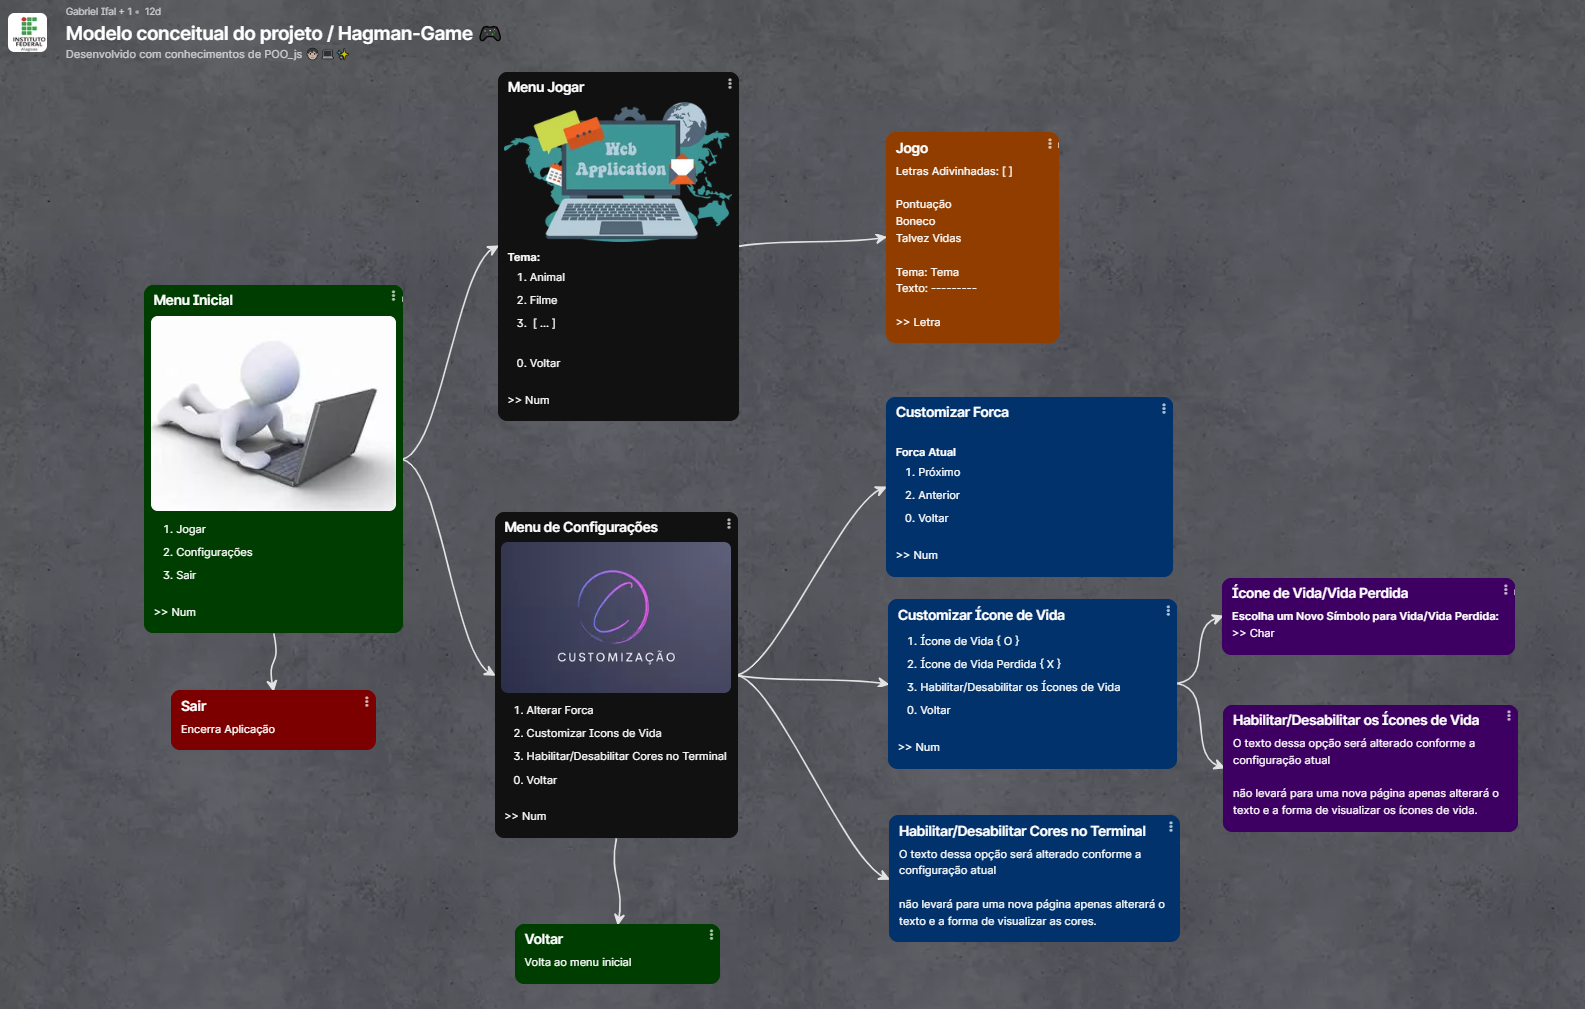 Gabriel Ifal + 1 • 12d
Modelo conceitual do projeto / Hagman-Game 🎮
Desenvolvido com conhecimentos de POO_js 👨🏻💻✨
INSTITUTO
FEDERAL
Alagoas
Menu Inicial
1. Jogar
2. Configurações
3. Sair
>> Num
Sair
Encerra Aplicação
Menu Jogar
Web
Application
Tema:
1. Animal
2. Filme
3. [ ... ]
0. Voltar
>> Num
Menu de Configurações
CUSTOMIZAÇÃO
1. Alterar Forca
2. Customizar Icons de Vida
3. Habilitar/Desabilitar Cores no Terminal
0. Voltar
>> Num
Voltar
Volta ao menu inicial
Jogo
Letras Adivinhadas: [ ]
Pontuação
Boneco
Talvez Vidas
Tema: Tema
Texto: ---------
>> Letra
Customizar Forca
Forca Atual
1. Próximo
2. Anterior
0. Voltar
>> Num
Customizar Ícone de Vida
1. Ícone de Vida { O }
2. Ícone de Vida Perdida { X }
3. Habilitar/Desabilitar os Ícones de Vida
0. Voltar
>> Num
Habilitar/Desabilitar Cores no Terminal
O texto dessa opção será alterado conforme a
configuração atual
não levará para uma nova página apenas alterará o
texto e a forma de visualizar as cores.
Ícone de Vida/Vida Perdida
Escolha um Novo Símbolo para Vida/Vida Perdida:
>> Char
Habilitar/Desabilitar os Ícones de Vida
O texto dessa opção será alterado conforme a
configuração atual
não levará para uma nova página apenas alterará o
texto e a forma de visualizar os ícones de vida.